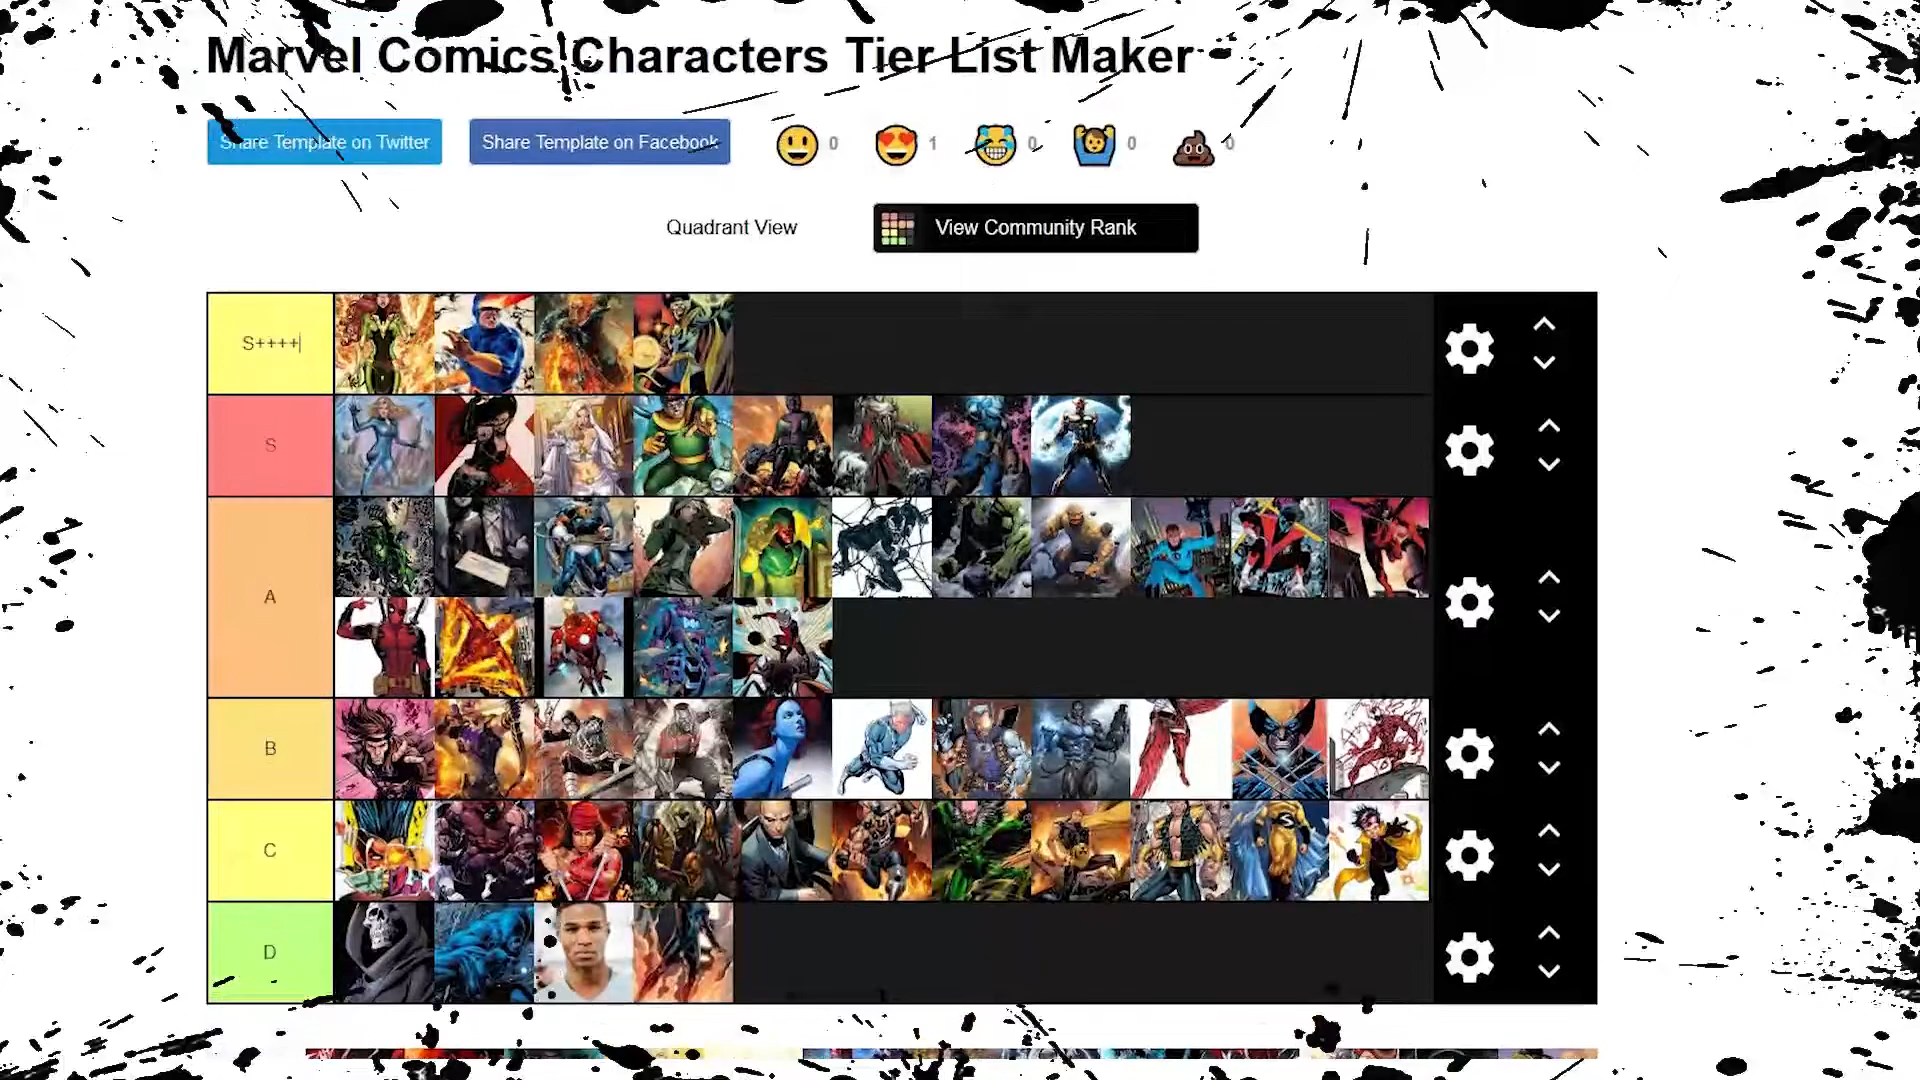 Marvel Comics Characters Tier List Maker
Share Template on Twitter
Share Template on Facebook
0
1
0
0
0
Quadrant View
View Community Rank
S++++
S
A
B
C
D